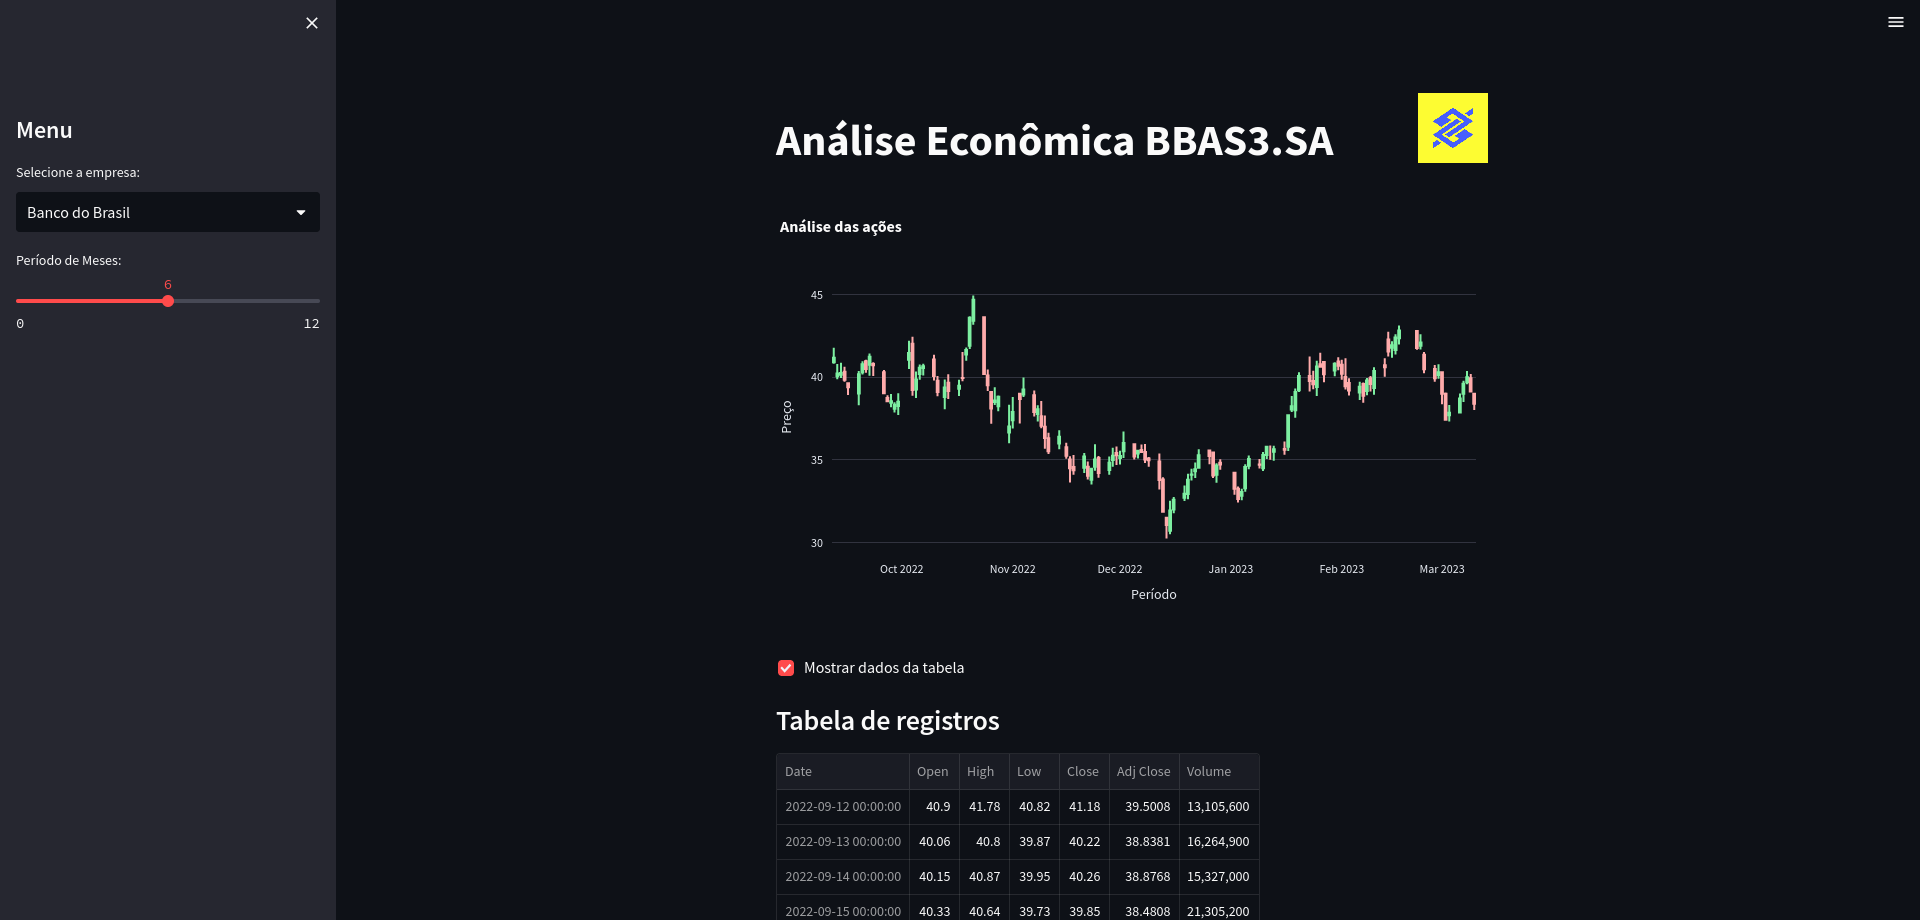 Menu
Selecione a empresa:
Banco do Brasil
Período de Meses:
6
0 12
Análise Econômica BBAS3.SA
Análise das ações
45
40
35
30
Preço
Oct 2022 Nov 2022 Dec 2022 Jan 2023 Feb 2023 Mar 2023
Período
Mostrar dados da tabela
Tabela de registros
Date Open High Low Close Adj Close Volume
2022-09-12 00:00:00 40.9 41.78 40.82 41.18 39.5008 13,105,600
2022-09-13 00:00:00 40.06 40.8 39.87 40.22 38.8381 16,264,900
2022-09-14 00:00:00 40.15 40.87 39.95 40.26 38.8768 15,327,000
2022-09-15 00:00:00 40.33 40.64 39.73 39.85 38.4808 21,305,200